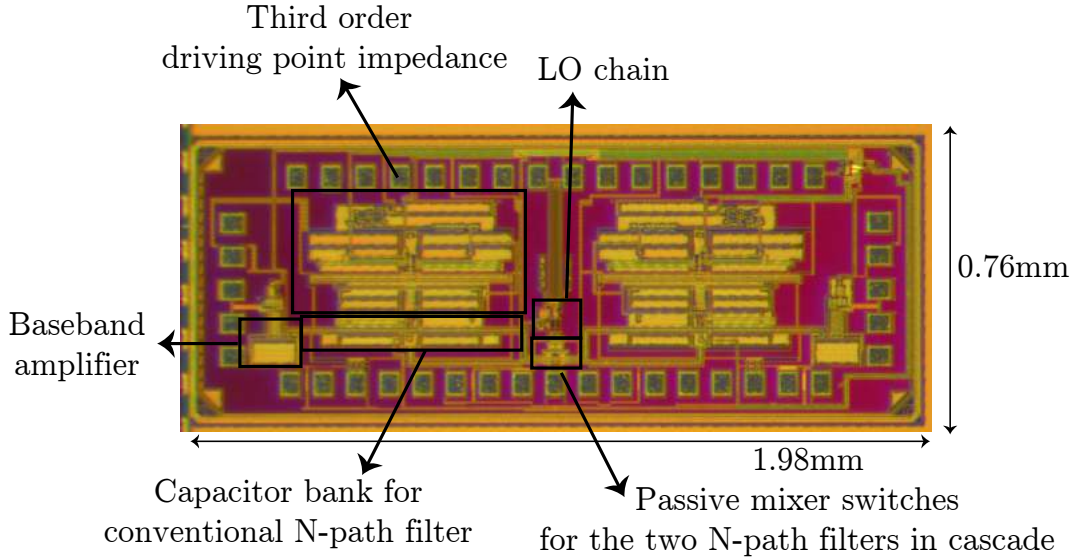 Third order
driving point impedance
LO chain
0.76mm
Baseband
amplifier
1.98mm
Capacitor bank for
conventional N-path filter
Passive mixer switches
for the two N-path filters in cascade